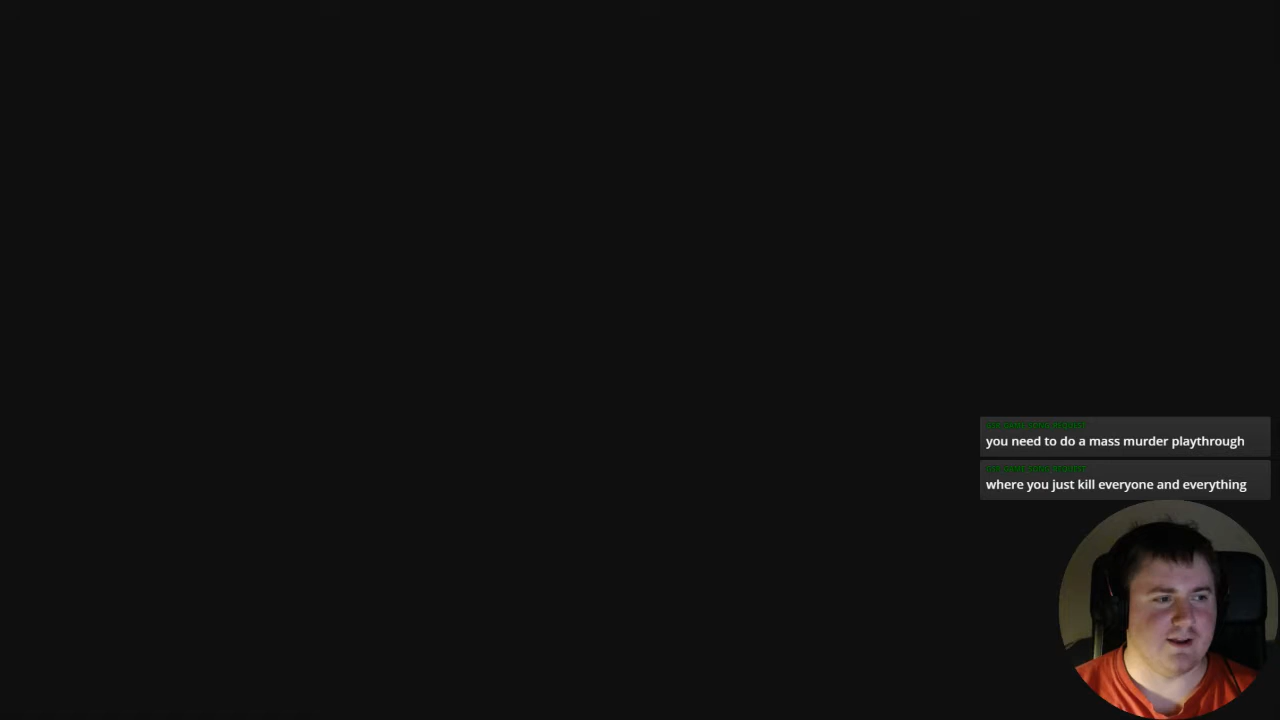 you need to do a mass murder playthrough
where you just kill everyone and everything